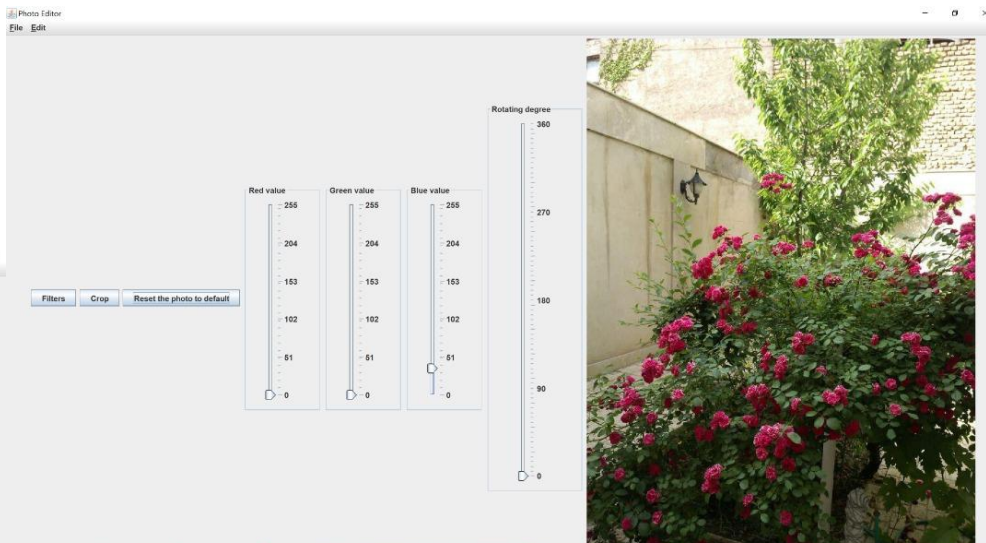 Photo Editor
File Edit
Filters
Crop
Reset the photo to default
Red value
255
204
153
102
51
0
Green value
255
204
153
102
51
0
Blue value
255
204
153
102
51
0
Rotating degree
360
270
180
90
0